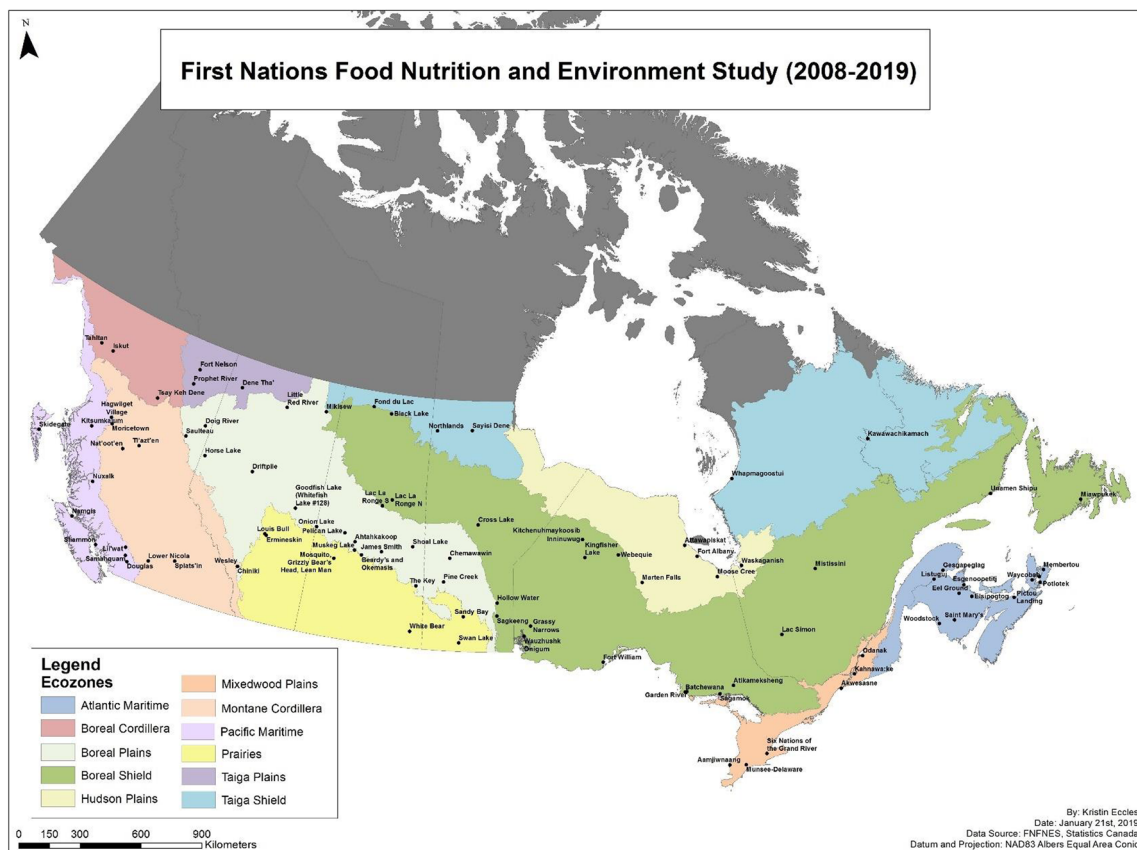 N
First Nations Food Nutrition and Environment Study (2008-2019)
Tahltan
Iskut
Fort Nelson
Prophet River
Dene Tha'
Tsay Keh Dene
Little
Red River
Mikisew
Fond du Lac
Black Lake
Northlands
Sayisi Dene
Hagwilget
Village
Kitsumkalum
Moricetown
Skidegate
Doig River
Saulteau
Nat'oot'en
Tl'azt'en
Horse Lake
Driftpile
Nuxalk
Goodfish Lake
(Whitefish
Lake #128)
Lac La
Ronge S
Lac La
Ronge N
Namgis
Sliammon
Lil'wat
Samahquam
Douglas
Lower Nicola
Splats'in
Louis Bull
Ermineskin
Onion Lake
Pelican Lake
Ahtahkakoop
Muskeg Lake
James Smith
Mosquito,
Grizzly Bear's
Head, Lean Man
Beardy's and
Okemasis
Shoal Lake
Chemawawin
Cross Lake
Wesley
Chiniki
The Key
Pine Creek
Sandy Bay
White Bear
Swan Lake
Hollow Water
Sagkeeng
Grassy
Narrows
Wauzhushk
Onigum
Kitchenuhmaykoosib
Inninuwug
Kingfisher
Lake
Webequie
Marten Falls
Attawapiskat
Fort Albany
Moose Cree
Waskaganish
Whapmagoostui
Kawawachikamach
Mistissini
Lac Simon
Unamen Shipu
Miawpukek
Fort William
Batchewana
Garden River
Atikameksheng
Sagamok
Odanak
Kahnawa:ke
Akwesasne
Six Nations of
the Grand River
Aamjiwnaang
Munsee-Delaware
Gesgapegiag
Listuguj
Esgenoopetitj
Eel Ground
Elsipogtog
Saint Mary's
Woodstock
Membertou
Waycobah
Potlotek
Pictou
Landing
Legend
Ecozones
Atlantic Maritime
Boreal Cordillera
Boreal Plains
Boreal Shield
Hudson Plains
Mixedwood Plains
Montane Cordillera
Pacific Maritime
Prairies
Taiga Plains
Taiga Shield
0 150 300 600 900
Kilometers
By: Kristin Eccles
Date: January 21st, 2019
Data Source: FNFNES, Statistics Canada
Datum and Projection: NAD83 Albers Equal Area Conic